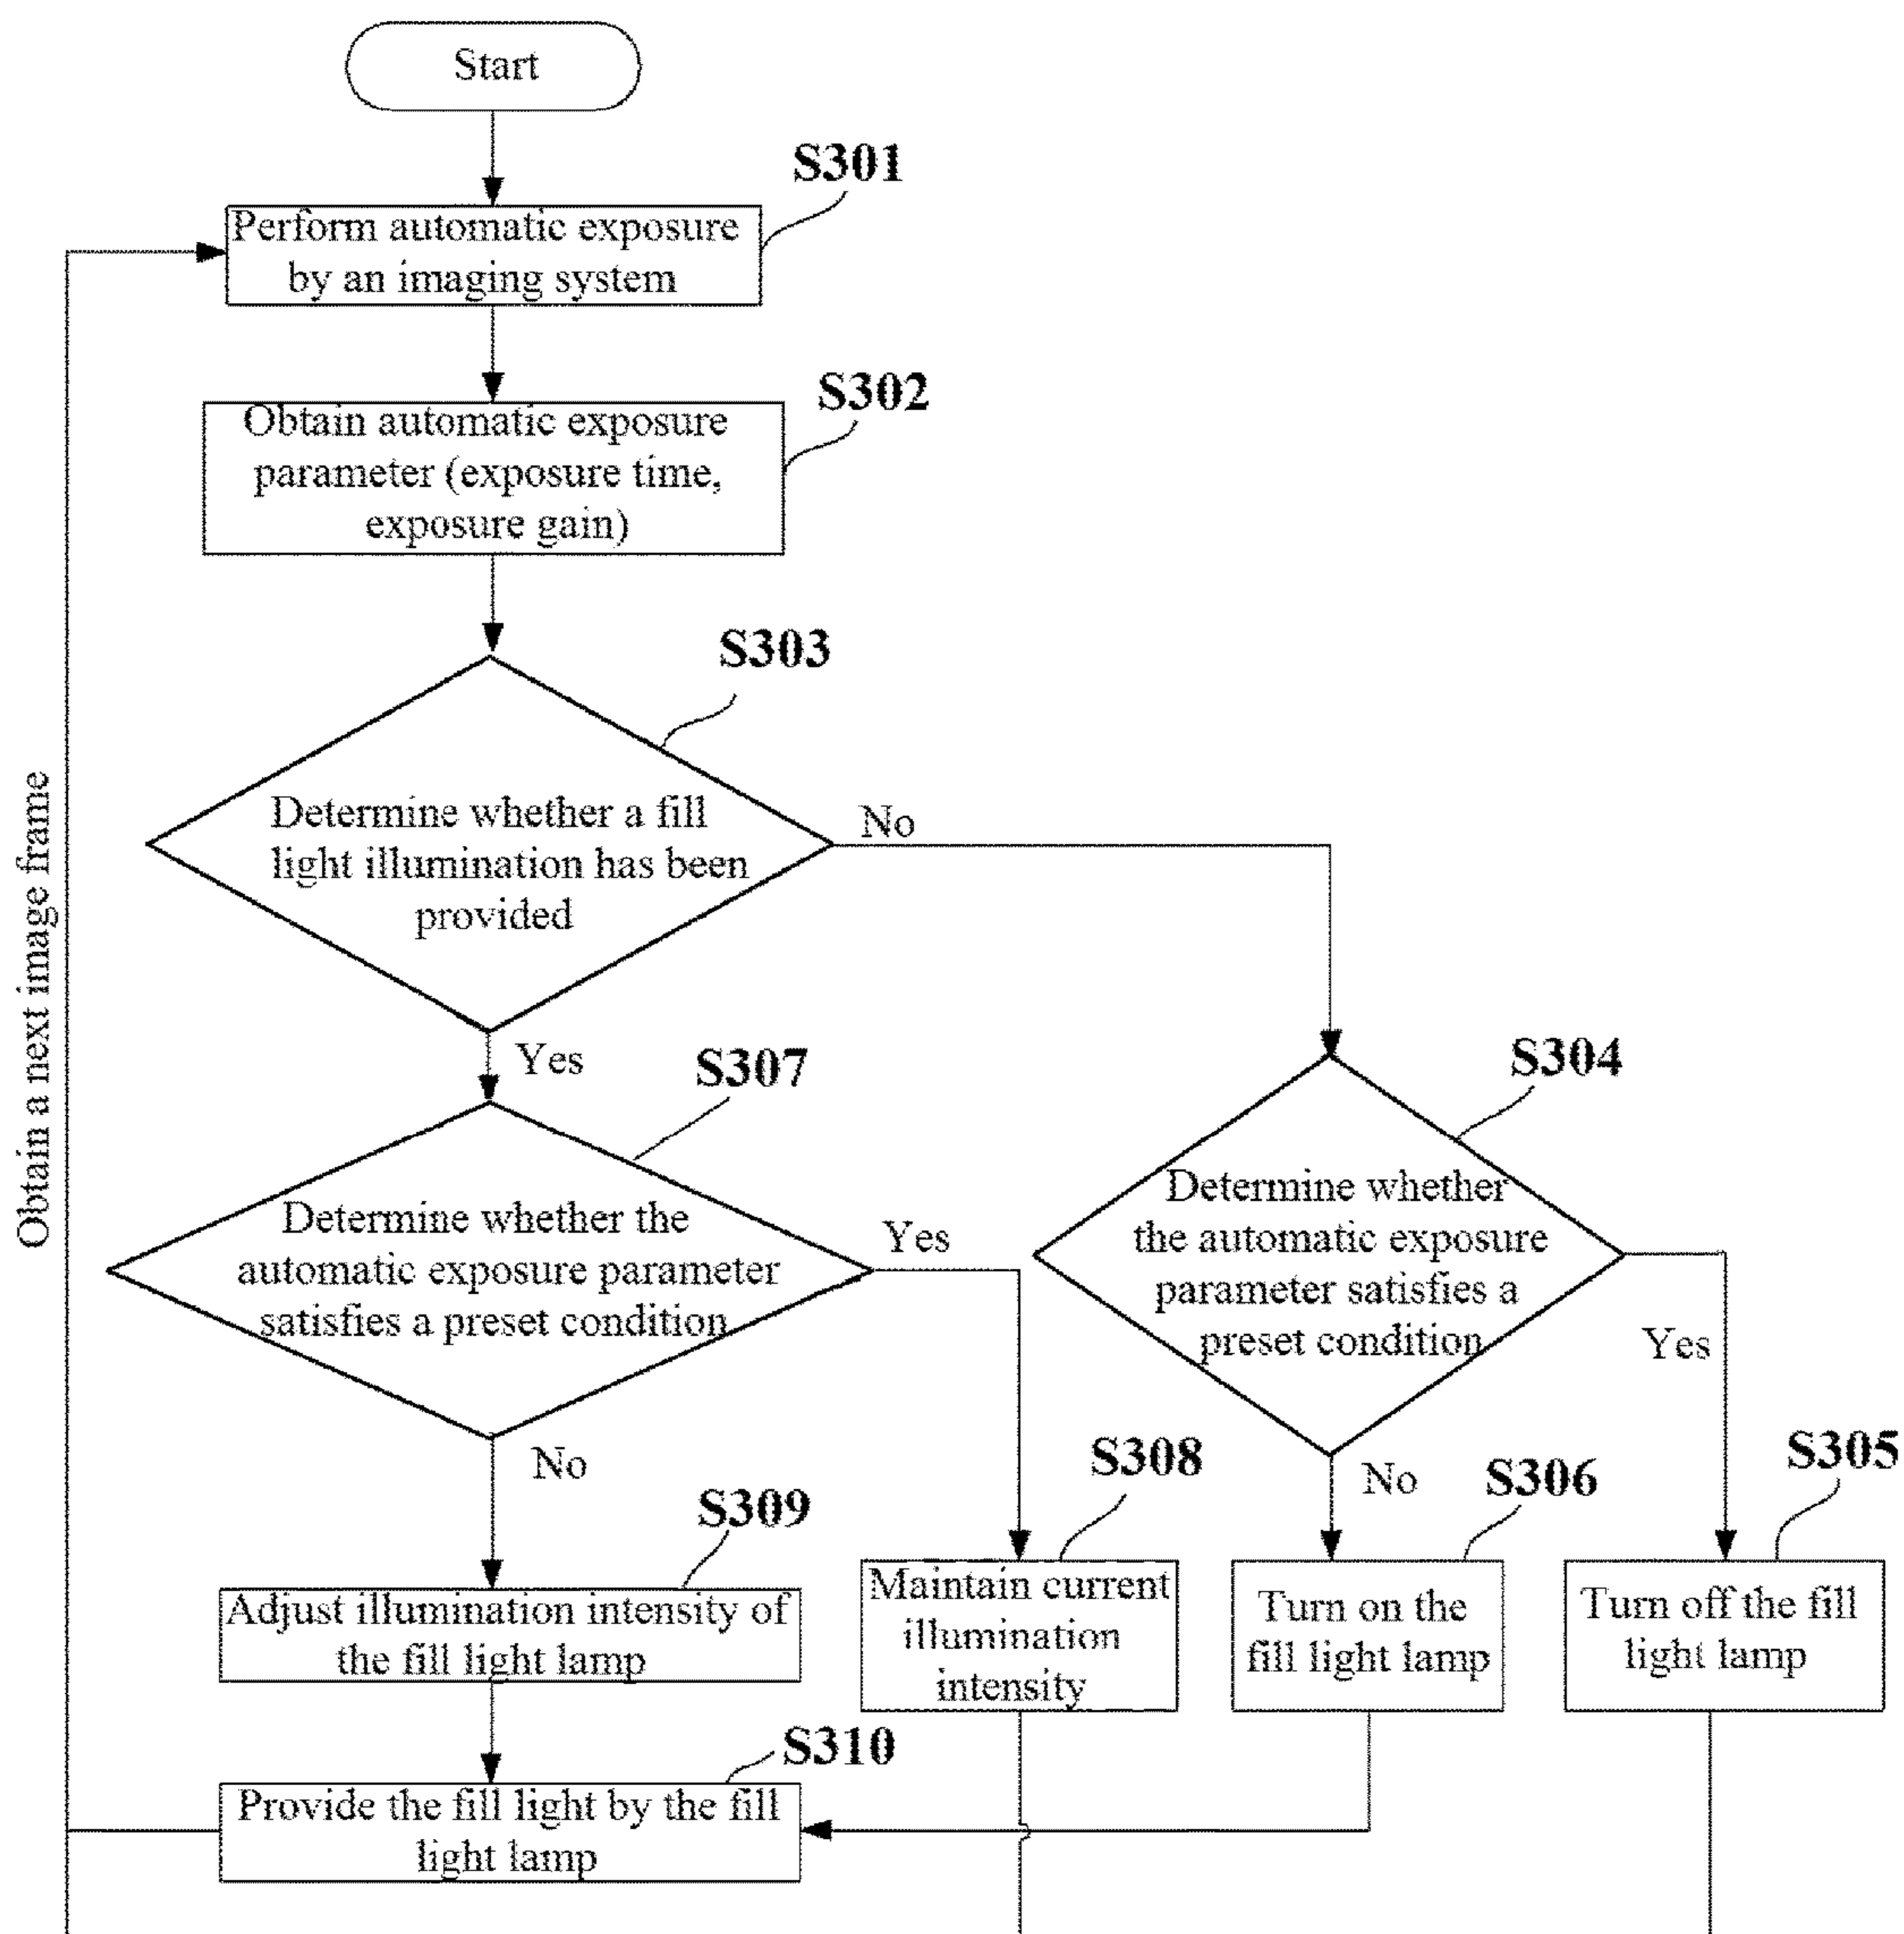 Start
S301
Perform automatic exposure
by an imaging system
S302
Obtain automatic exposure
parameter (exposure time,
exposure gain)
S303
Determine whether a fill
light illumination has been
provided
No
Yes
Obtain a next image frame
S307
Determine whether the
automatic exposure parameter
satisfies a preset condition
Yes
No
S304
Determine whether
the automatic exposure
parameter satisfies a
preset condition
Yes
No
S309
Adjust illumination intensity of
the fill light lamp
S308
Maintain current
illumination
intensity
S306
Turn on the
fill light lamp
S305
Turn off the fill
light lamp
S310
Provide the fill light by the fill
light lamp